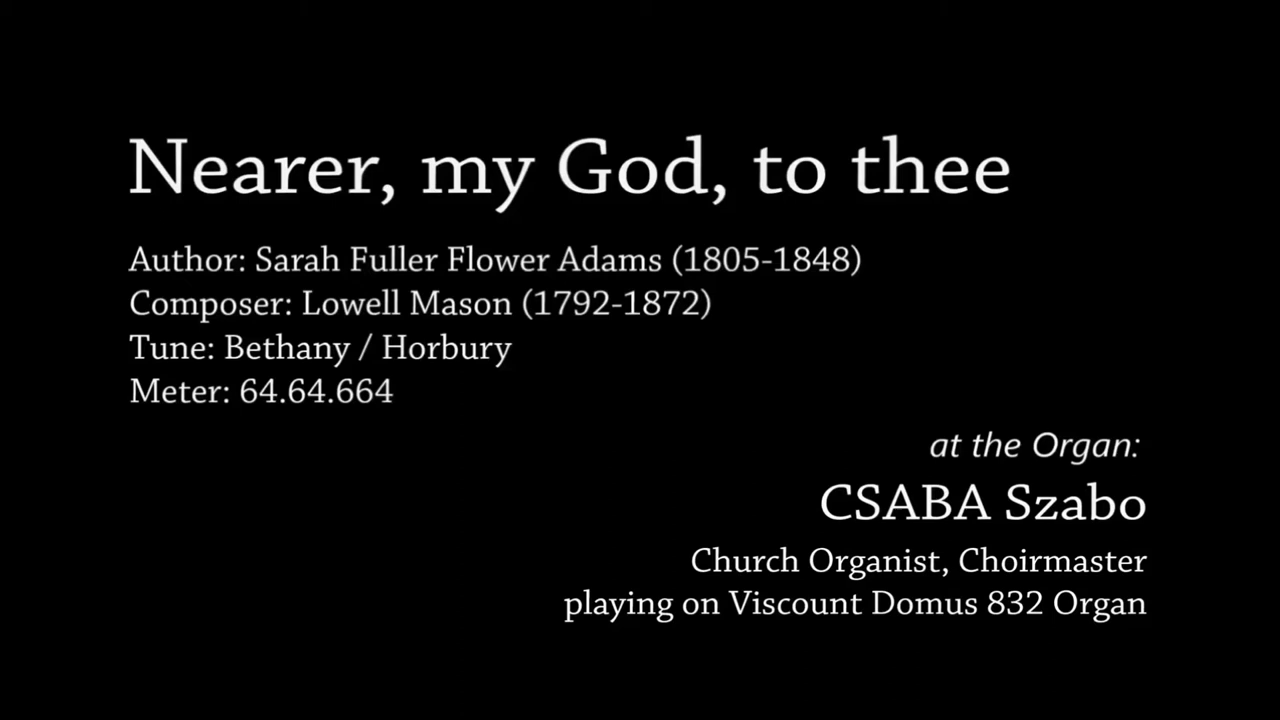 Nearer, my God, to thee
Author: Sarah Fuller Flower Adams (1805-1848)
Composer: Lowell Mason (1792-1872)
Tune: Bethany / Horbury
Meter: 64.64.664
at the Organ:
CSABA Szabo
Church Organist, Choirmaster
playing on Viscount Domus 832 Organ